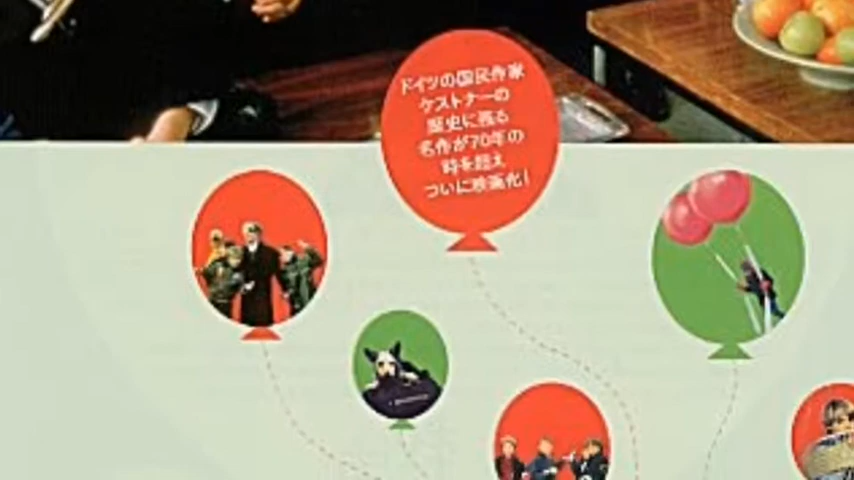 ドイツの国民作家
ケストナーの
歴史に残る
名作が70年の
時を超え
ついに映画化!